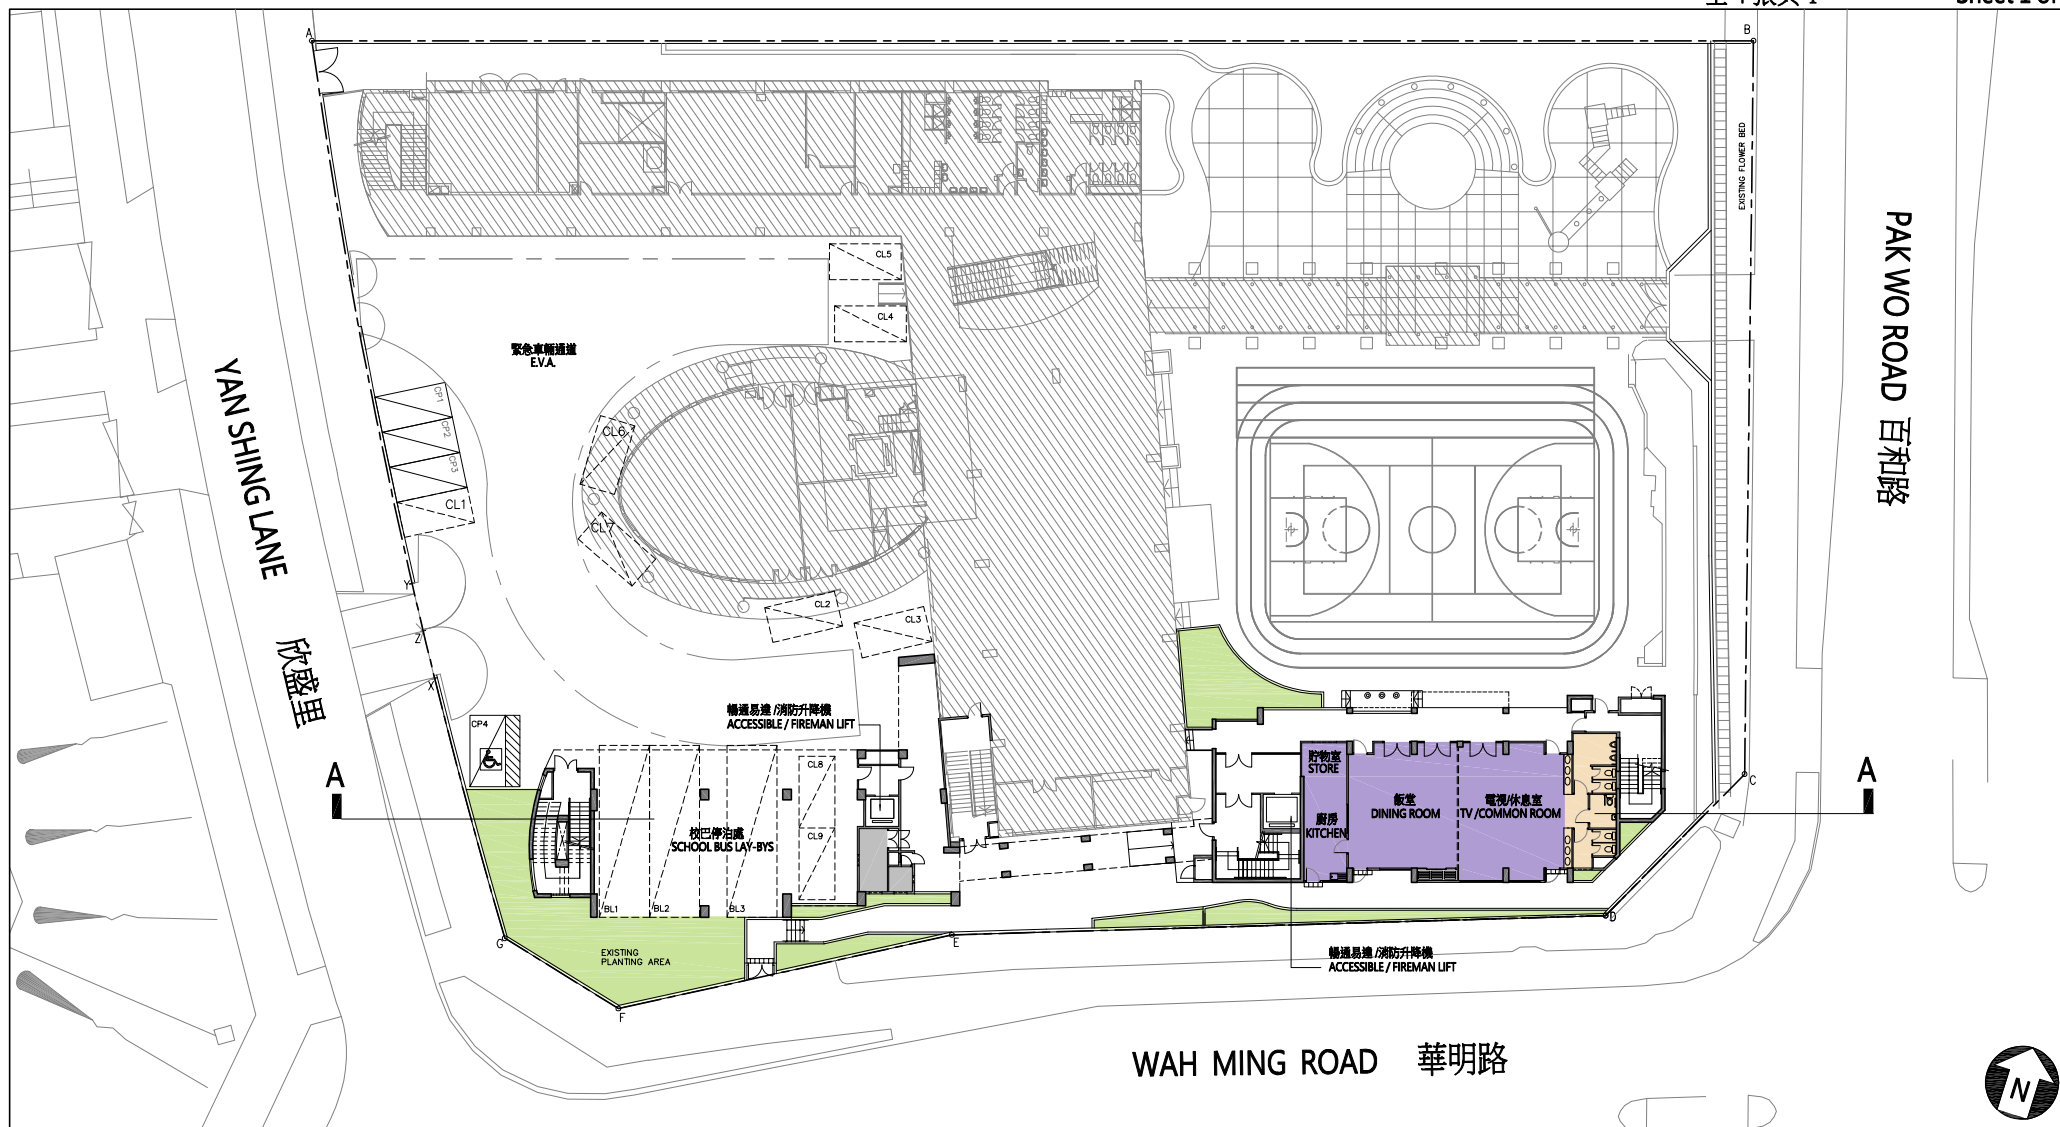 A
B
EXISTING FLOWER BED
PAK WO ROAD 百和路
YAN SHING LANE 欣盛里
CL5
CL4
緊急車輛通道
E.V.A.
CP1
CP2
CP3
CL1
CL6
CL7
CL2
CL3
Y
Z
X
CP4
暢通易達 /消防升降機
ACCESSIBLE / FIREMAN LIFT
A
A
CL8
CL9
校巴停泊處
SCHOOL BUS LAY-BYS
BL1
BL2
BL3
貯物室
STORE
廚房
KITCHEN
飯堂
DINING ROOM
電視/休息室
TV /COMMON ROOM
C
D
E
F
G
EXISTING
PLANTING AREA
暢通易達 /消防升降機
ACCESSIBLE / FIREMAN LIFT
WAH MING ROAD 華明路
N